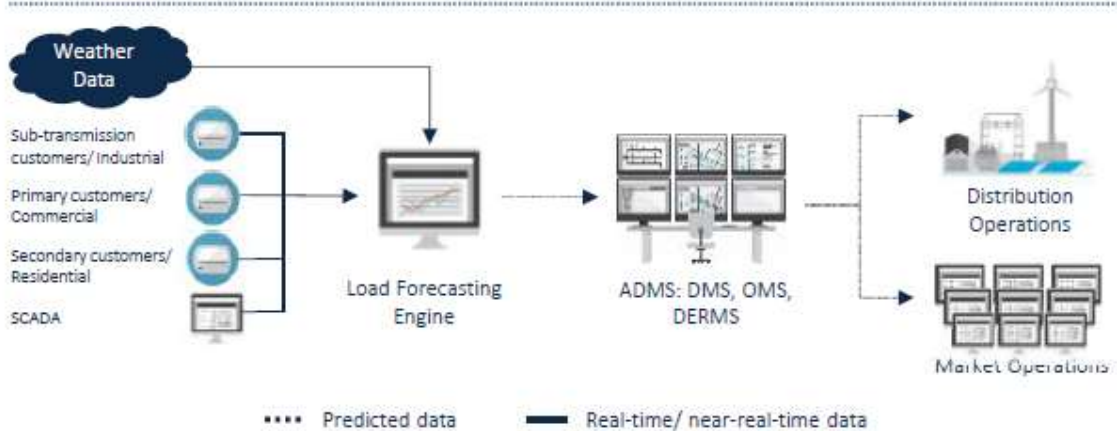 Weather
Data
Sub-transmission
customers/ Industrial
Primary customers/
Commercial
Secondary customers/
Residential
SCADA
Load Forecasting
Engine
ADMS: DMS, OMS,
DERMS
Distribution
Operations
Market Operations
Predicted data
Real-time/ near-real-time data